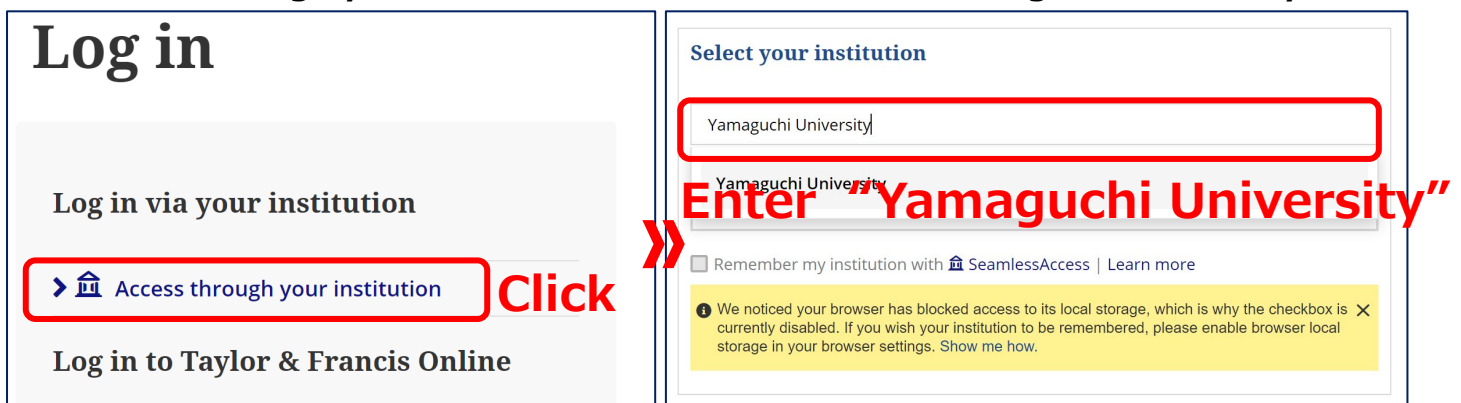 Log in
Log in via your institution
Access through your institution
Click
Log in to Taylor & Francis Online
Select your institution
Yamaguchi University
Yamaguchi University
Enter “Yamaguchi University”
Remember my institution with SeamlessAccess | Learn more
We noticed your browser has blocked access to its local storage, which is why the checkbox is
currently disabled. If you wish your institution to be remembered, please enable browser local
storage in your browser settings. Show me how.